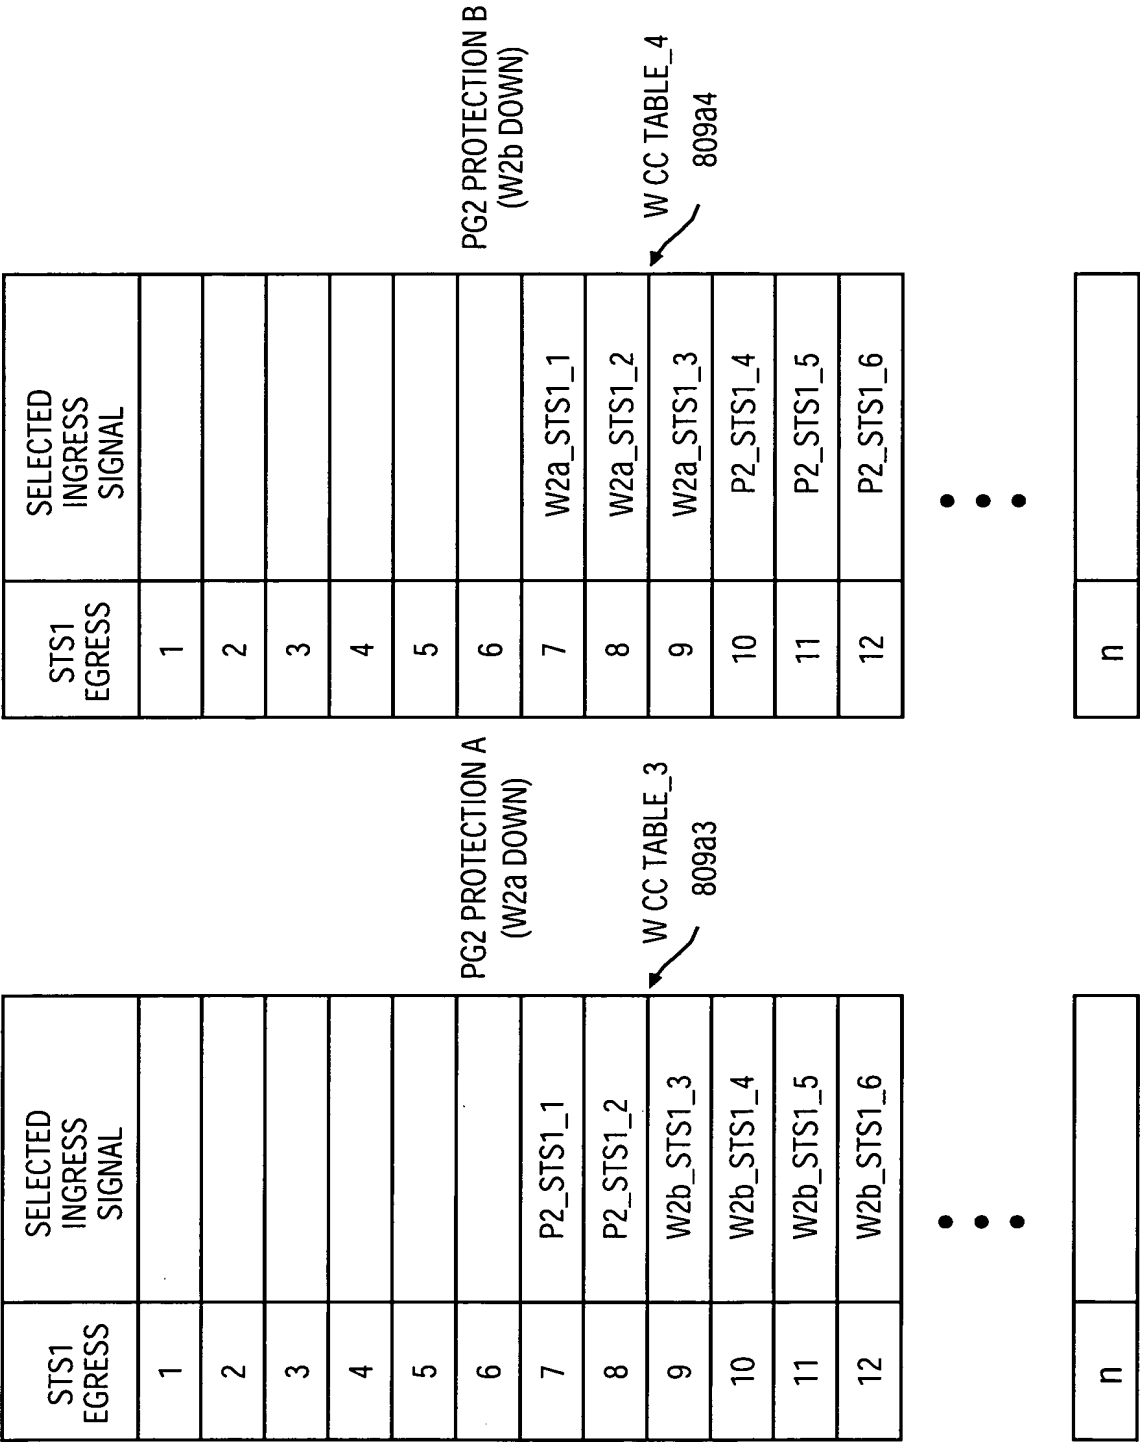 STS1
EGRESS
SELECTED
INGRESS
SIGNAL
1
2
3
4
5
6
7 P2_STS1_1
8 P2_STS1_2
9 W2b_STS1_3
10 W2b_STS1_4
11 W2b_STS1_5
12 W2b_STS1_6
n
PG2 PROTECTION A
(W2a DOWN)
W CC TABLE_3
809a3
STS1
EGRESS
SELECTED
INGRESS
SIGNAL
1
2
3
4
5
6
7 W2a_STS1_1
8 W2a_STS1_2
9 W2a_STS1_3
10 P2_STS1_4
11 P2_STS1_5
12 P2_STS1_6
n
PG2 PROTECTION B
(W2b DOWN)
W CC TABLE_4
809a4